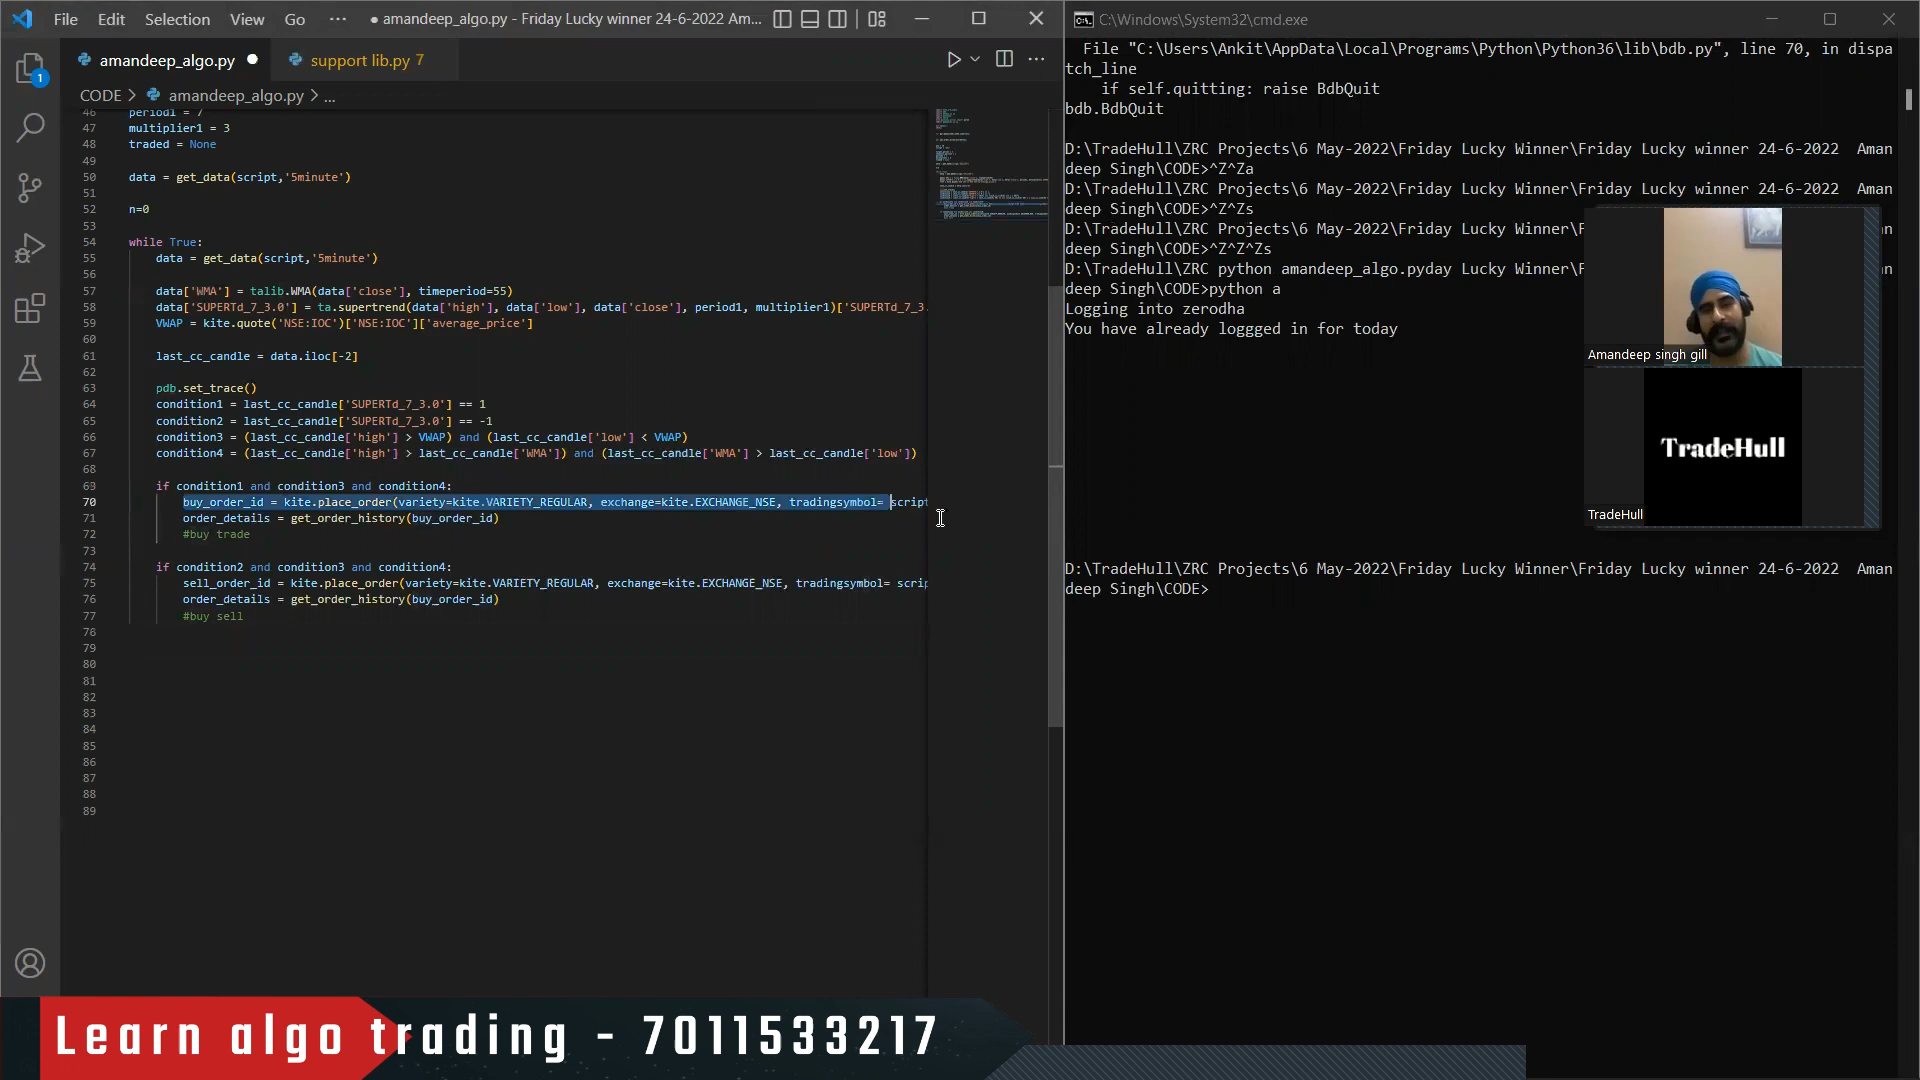 File Edit Selection View Go ··· ● amandeep_algo.py - Friday Lucky winner 24-6-2022 Am...
1
amandeep_algo.py ● support lib.py 7
CODE > amandeep_algo.py > ...
46 period1 = 7
47 multiplier1 = 3
48 traded = None
49
50 data = get_data(script,'5minute')
51
52 n=0
53
54 while True:
55 data = get_data(script,'5minute')
56
57 data['WMA'] = talib.WMA(data['close'], timeperiod=55)
58 data['SUPERTd_7_3.0'] = ta.supertrend(data['high'], data['low'], data['close'], period1, multiplier1)['SUPERTd_7_3.
59 VWAP = kite.quote('NSE:IOC')['NSE:IOC']['average_price']
60
61 last_cc_candle = data.iloc[-2]
62
63 pdb.set_trace()
64 condition1 = last_cc_candle['SUPERTd_7_3.0'] == 1
65 condition2 = last_cc_candle['SUPERTd_7_3.0'] == -1
66 condition3 = (last_cc_candle['high'] > VWAP) and (last_cc_candle['low'] < VWAP)
67 condition4 = (last_cc_candle['high'] > last_cc_candle['WMA']) and (last_cc_candle['WMA'] > last_cc_candle['low'])
68
69 if condition1 and condition3 and condition4:
70 buy_order_id = kite.place_order(variety=kite.VARIETY_REGULAR, exchange=kite.EXCHANGE_NSE, tradingsymbol= script
71 order_details = get_order_history(buy_order_id)
72 #buy trade
73
74 if condition2 and condition3 and condition4:
75 sell_order_id = kite.place_order(variety=kite.VARIETY_REGULAR, exchange=kite.EXCHANGE_NSE, tradingsymbol= scrip
76 order_details = get_order_history(buy_order_id)
77 #buy sell
76
79
80
81
82
83
84
85
86
87
88
89
C:\Windows\System32\cmd.exe
File "C:\Users\Ankit\AppData\Local\Programs\Python\Python36\lib\bdb.py", line 70, in dispa
tch_line
if self.quitting: raise BdbQuit
bdb.BdbQuit
D:\TradeHull\ZRC Projects\6 May-2022\Friday Lucky Winner\Friday Lucky winner 24-6-2022  Aman
deep Singh\CODE>^Z^Za
D:\TradeHull\ZRC Projects\6 May-2022\Friday Lucky Winner\Friday Lucky winner 24-6-2022  Aman
deep Singh\CODE>^Z^Zs
D:\TradeHull\ZRC Projects\6 May-2022\Friday Lucky Winner\F an
deep Singh\CODE>^Z^Z^Zs
D:\TradeHull\ZRC python amandeep_algo.pyday Lucky Winner\F an
deep Singh\CODE>python a
Logging into zerodha
You have already loggged in for today
Amandeep singh gill
TradeHull
TradeHull
D:\TradeHull\ZRC Projects\6 May-2022\Friday Lucky Winner\Friday Lucky winner 24-6-2022  Aman
deep Singh\CODE>
Learn algo trading - 7011533217